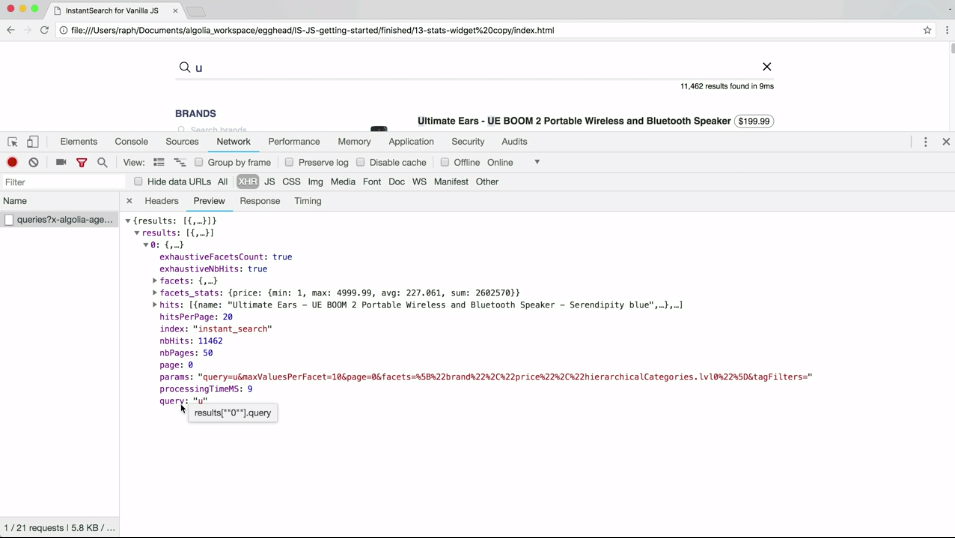 InstantSearch for Vanilla JS
file:///Users/raph/Documents/algolia_workspace/egghead/IS-JS-getting-started/finished/13-stats-widget%20copy/index.html
u
11,462 results found in 9ms
BRANDS
Search brands
Ultimate Ears - UE BOOM 2 Portable Wireless and Bluetooth Speaker $199.99
Elements Console Sources Network Performance Memory Application Security Audits
View: Group by frame Preserve log Disable cache Offline Online
Filter Hide data URLs All XHR JS CSS Img Media Font Doc WS Manifest Other
Name Headers Preview Response Timing
queries?x-algolia-age...
{results: [{,…}]}
results: [{,…}]
0: {,…}
exhaustiveFacetsCount: true
exhaustiveNbHits: true
facets: {,…}
facets_stats: {price: {min: 1, max: 4999.99, avg: 227.061, sum: 2602570}}
hits: [{name: "Ultimate Ears - UE BOOM 2 Portable Wireless and Bluetooth Speaker - Serendipity blue",…},…]
hitsPerPage: 20
index: "instant_search"
nbHits: 11462
nbPages: 50
page: 0
params: "query=u&maxValuesPerFacet=10&page=0&facets=%5B%22brand%22%2C%22price%22%2C%22hierarchicalCategories.lvl0%22%5D&tagFilters="
processingTimeMS: 9
query: "u"
results["“0”"].query
1 / 21 requests | 5.8 KB / ...